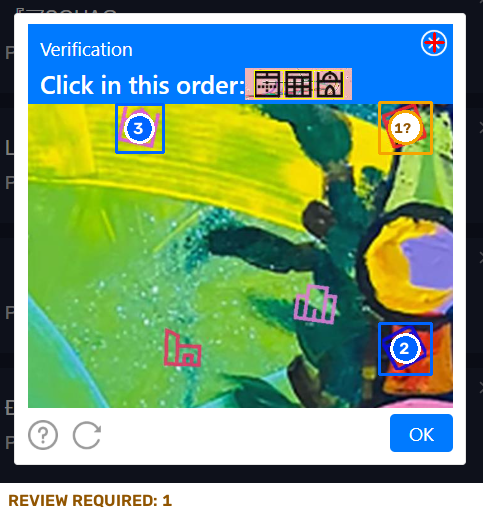 Verification
Click in this order:
3
1?
2
?
OK
REVIEW REQUIRED: 1